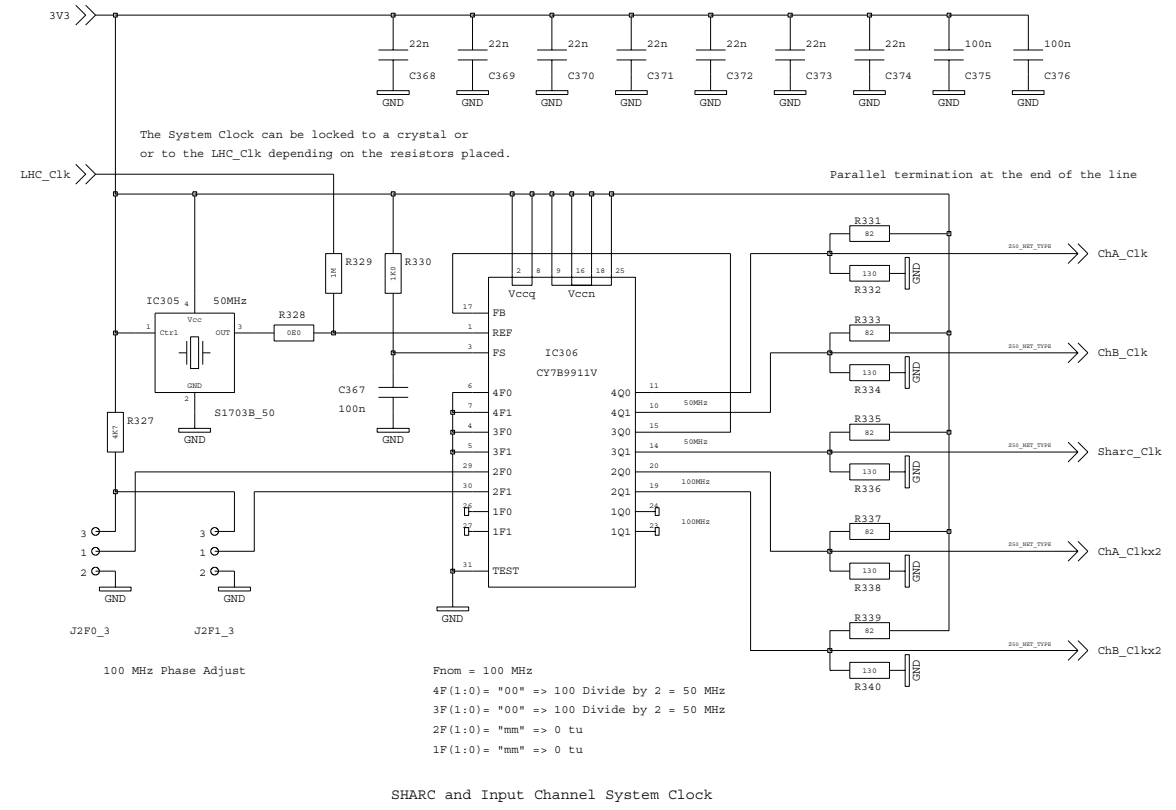 3V3
22n 22n 22n 22n 22n 22n 22n 100n 100n
C368 C369 C370 C371 C372 C373 C374 C375 C376
GND GND GND GND GND GND GND GND GND
The System Clock can be locked to a crystal or
or to the LHC_Clk depending on the resistors placed.
LHC_Clk
Parallel termination at the end of the line
R331
82
Z50_NET_TYPE
ChA_Clk
130
GND
R332
R329
1M
R330
1K0
2 8 9 16 18 25
Vccq Vccn
IC305 4 50MHz
Vcc
1 Ctrl OUT 3
GND
2
S1703B_50
GND
R328
0E0
17 FB
1 REF
3 FS
IC306
CY7B9911V
C367
100n
GND
R333
82
Z50_NET_TYPE
ChB_Clk
130
GND
R334
6 4F0
7 4F1
4 3F0
5 3F1
29 2F0
30 2F1
26 1F0
27 1F1
31 TEST
GND
4Q0 11
4Q1 10 50MHz
3Q0 15
3Q1 14 50MHz
2Q0 20
2Q1 19 100MHz
1Q0 24
1Q1 23 100MHz
R327
4K7
R335
82
Z50_NET_TYPE
Sharc_Clk
130
GND
R336
R337
82
Z50_NET_TYPE
ChA_Clkx2
130
GND
R338
R339
82
Z50_NET_TYPE
ChB_Clkx2
130
GND
R340
3 3
1 1
2 2
GND GND
J2F0_3 J2F1_3
100 MHz Phase Adjust
Fnom = 100 MHz
4F(1:0)= "00" => 100 Divide by 2 = 50 MHz
3F(1:0)= "00" => 100 Divide by 2 = 50 MHz
2F(1:0)= "mm" => 0 tu
1F(1:0)= "mm" => 0 tu
SHARC and Input Channel System Clock